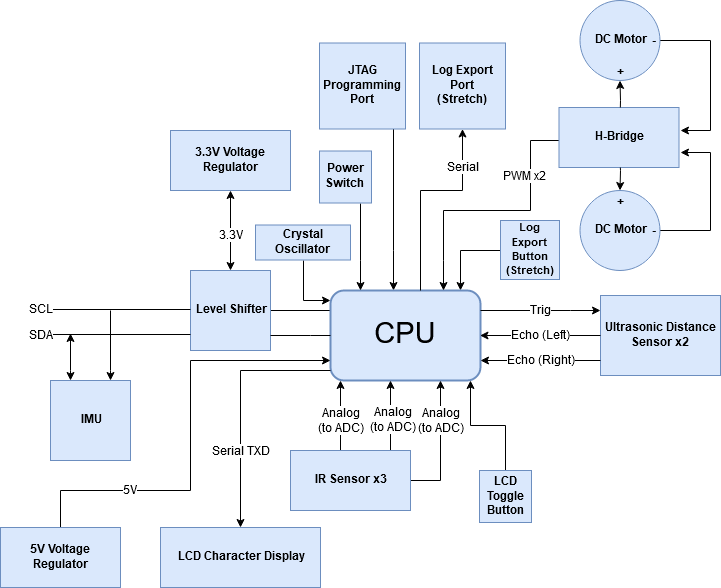 DC Motor
-
+
JTAG
Programming
Port
Log Export
Port
(Stretch)
H-Bridge
3.3V Voltage
Regulator
Power
Switch
Serial
PWM x2
+
DC Motor
-
Log
Export
Button
(Stretch)
Crystal
Oscillator
3.3V
SCL
SDA
Level Shifter
CPU
Trig
Echo (Left)
Echo (Right)
Ultrasonic Distance
Sensor x2
IMU
Analog
(to ADC)
Analog
(to ADC)
Analog
(to ADC)
Serial TXD
IR Sensor x3
LCD
Toggle
Button
5V
5V Voltage
Regulator
LCD Character Display